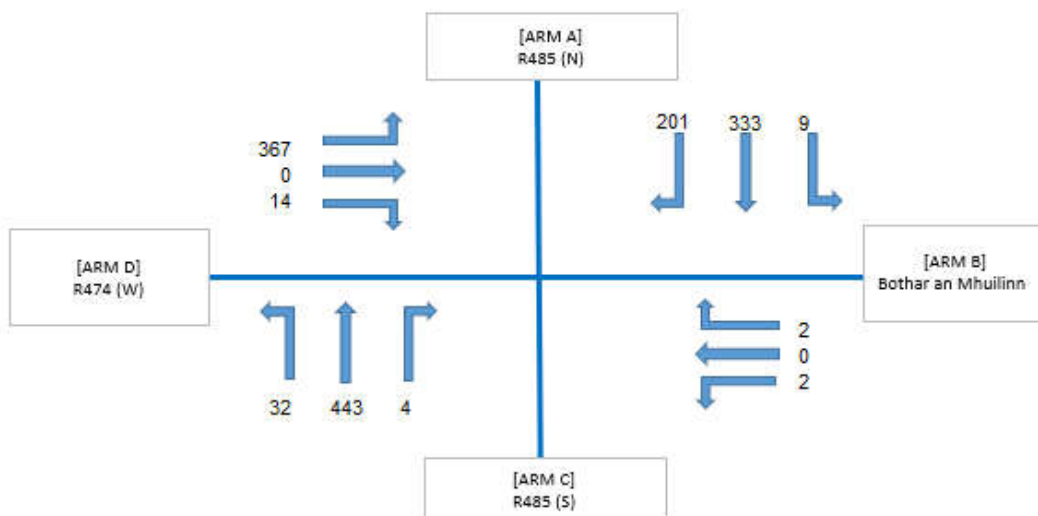 [ARM A]
R485 (N)
201 333 9
367
0
14
[ARM D]
R474 (W)
[ARM B]
Bothar an Mhuilinn
2
0
2
32 443 4
[ARM C]
R485 (S)